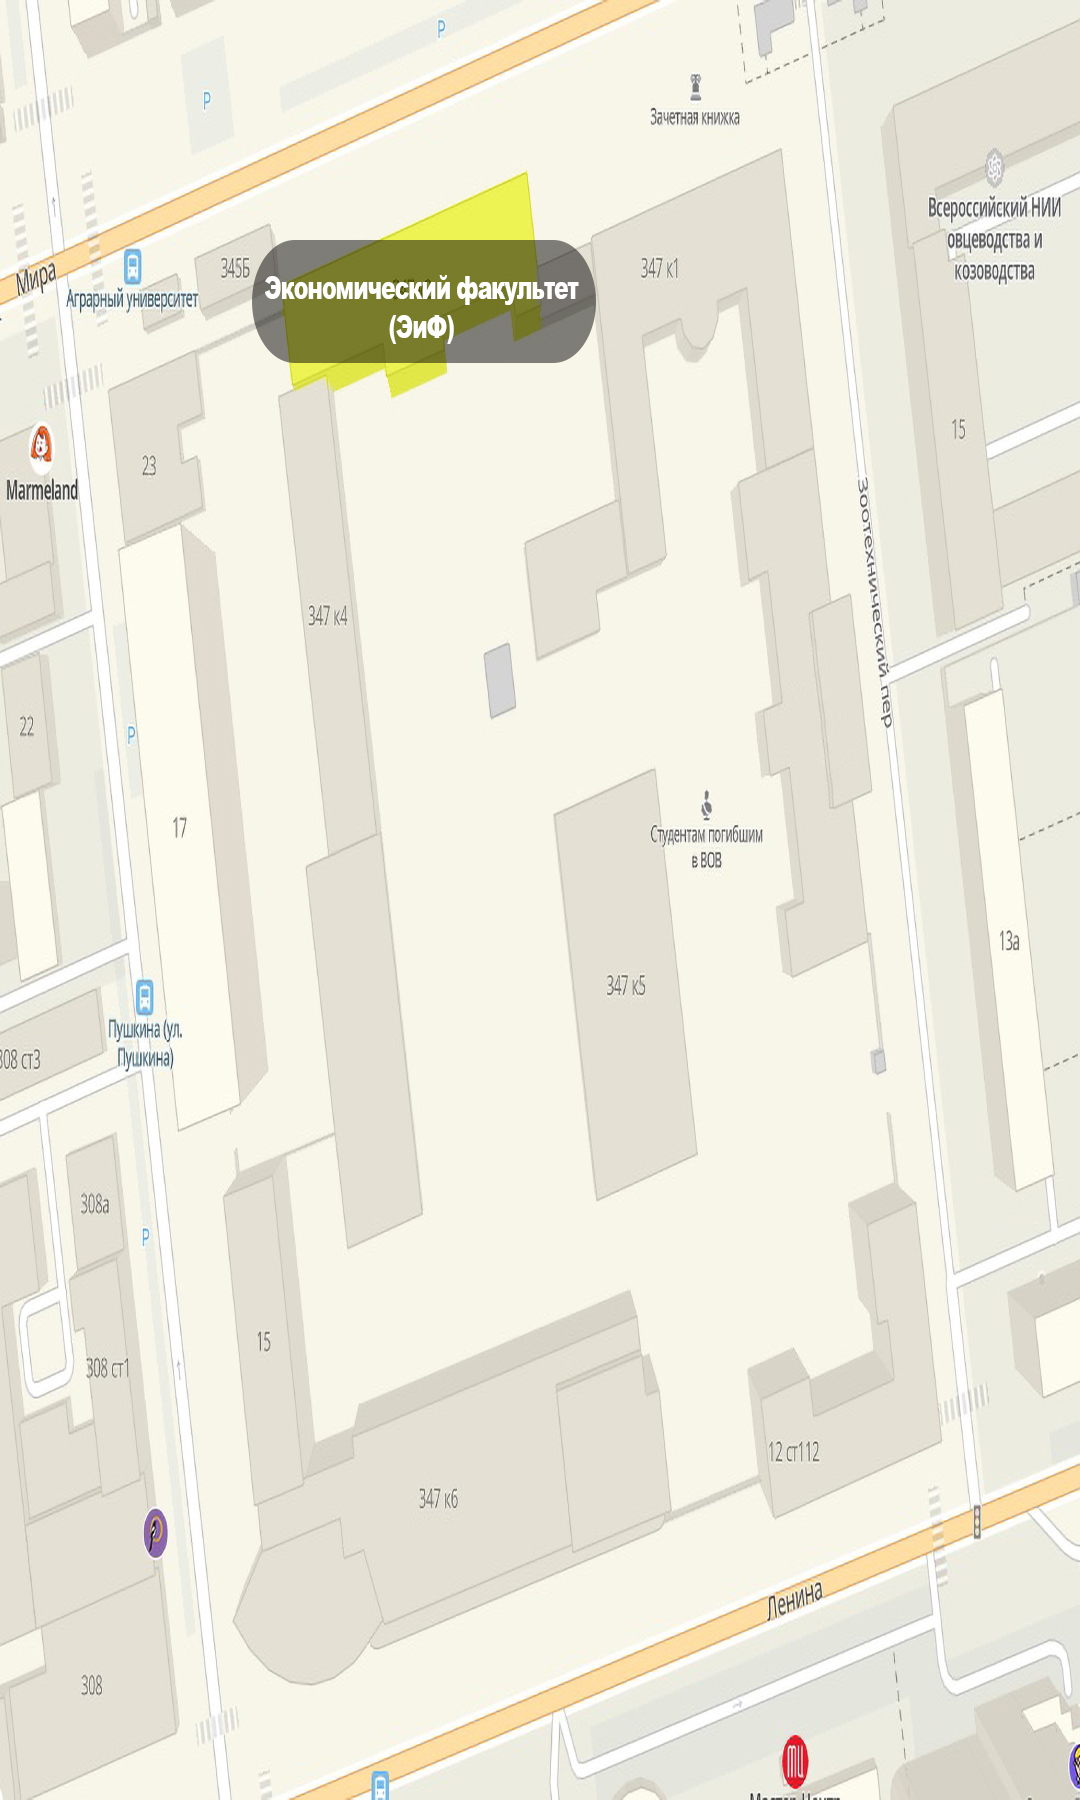 P
P
Зачетная книжка
Всероссийский НИИ
овцеводства и
козоводства
Мира
Аграрный университет
345Б
347 к1
Экономический факультет
(ЭиФ)
23
15
Marmeland
347 к4
Зоотехнический пер
22
P
17
Студентам погибшим
в ВОВ
347 к5
13а
Пушкина (ул.
Пушкина)
308 ст3
308а
P
15
308 ст1
347 к6
12 ст112
Ленина
308